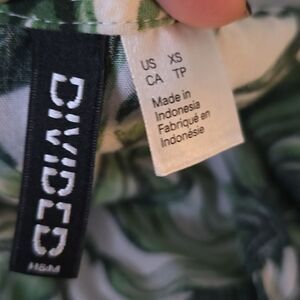 DIVIDED
H&M
US XS
CA TP
Made in
Indonesia
Fabriqué en
Indonésie